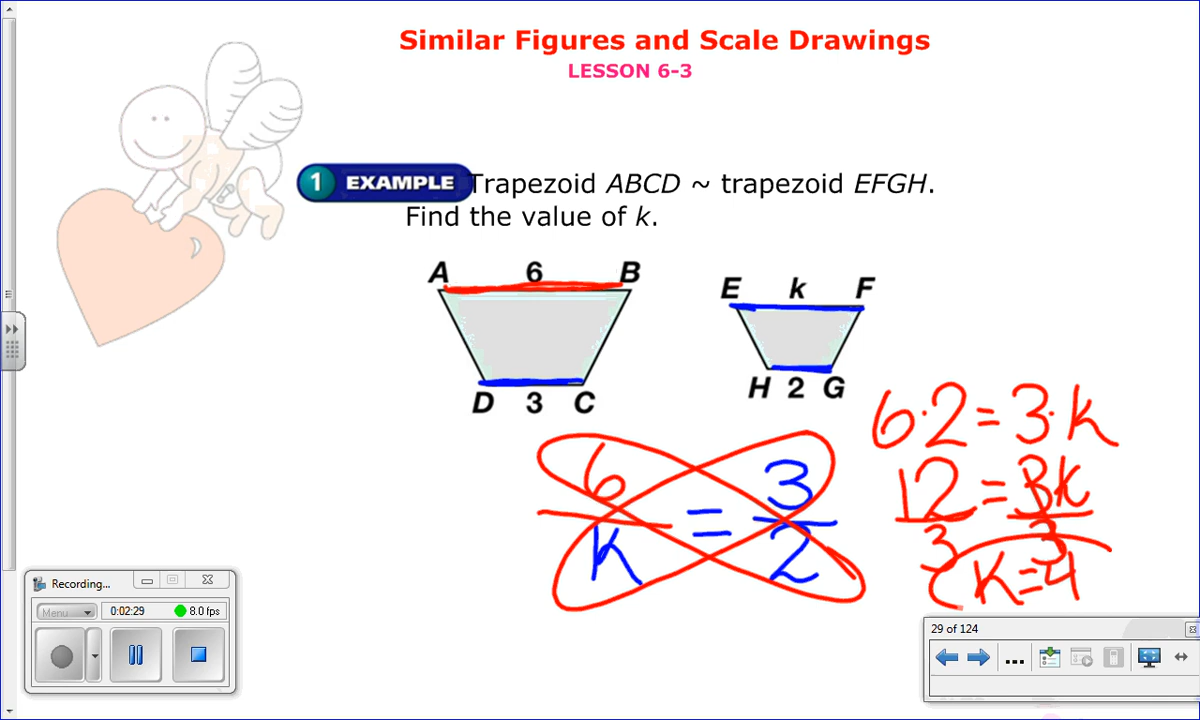 Similar Figures and Scale Drawings
LESSON 6-3
1 EXAMPLE Trapezoid ABCD ~ trapezoid EFGH.
Find the value of k.
A 6 B
E k F
D 3 C
H 2 G
6·2=3·k
6/k = 3/2
12 = 3k
3 3
k=4
Recording...
Menu 0:02:29 8.0 fps
29 of 124
...